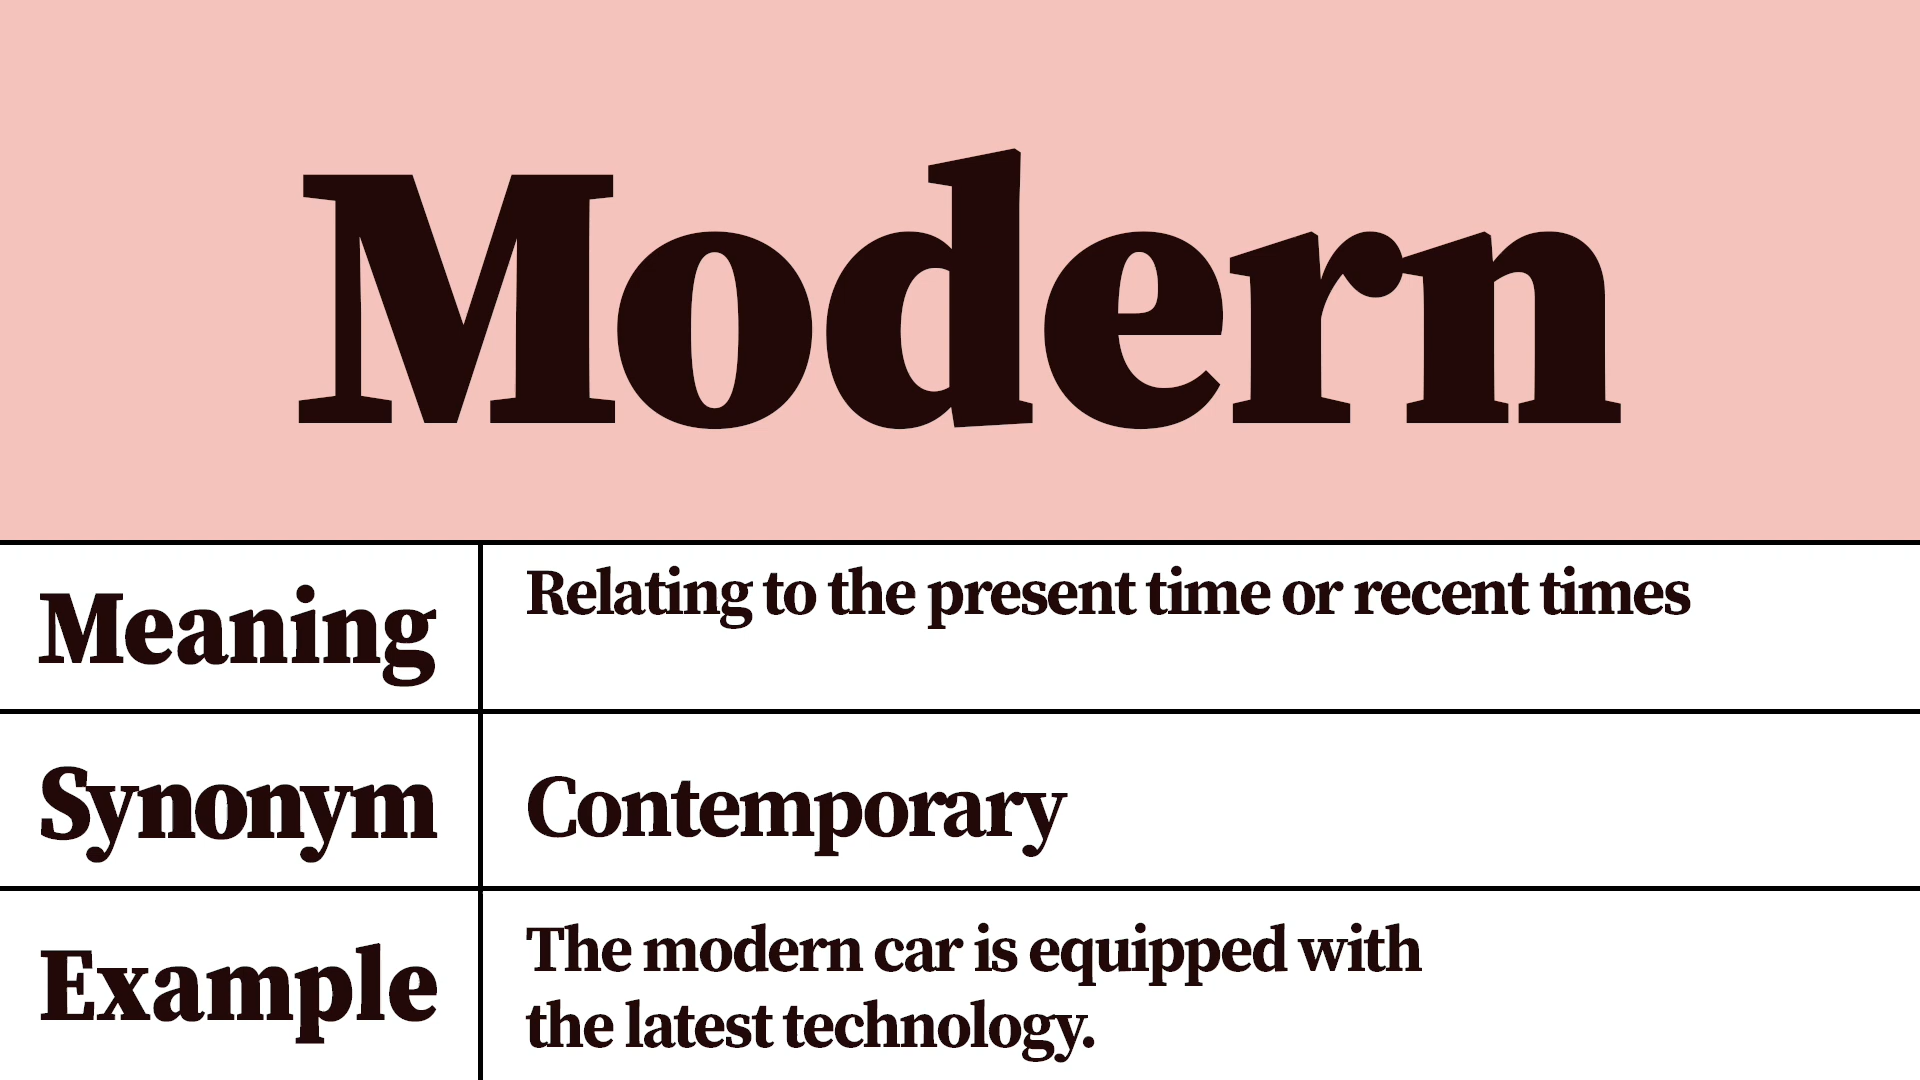 Modern
Meaning
Relating to the present time or recent times
Synonym
Contemporary
Example
The modern car is equipped with
the latest technology.